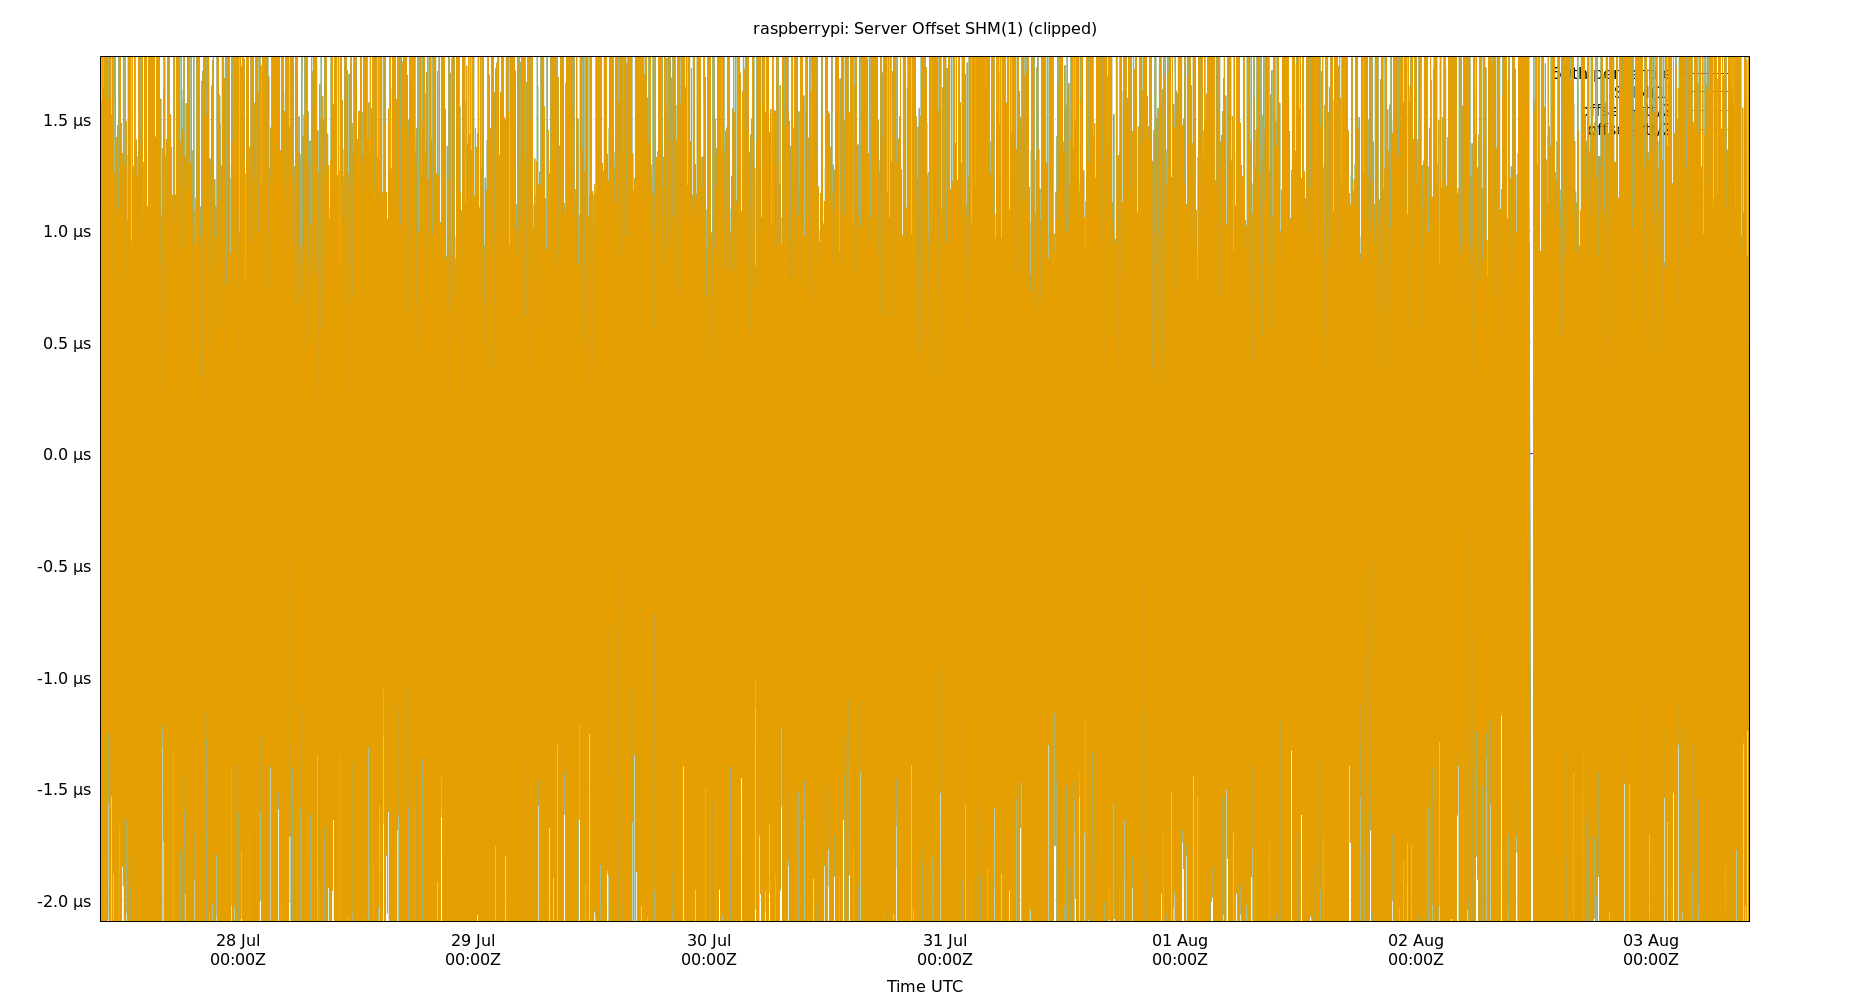 raspberrypi: Server Offset SHM(1) (clipped)
1.5 µs
1.0 µs
0.5 µs
0.0 µs
-0.5 µs
-1.0 µs
-1.5 µs
-2.0 µs
28 Jul 29 Jul 30 Jul 31 Jul 01 Aug 02 Aug 03 Aug
00:00Z 00:00Z 00:00Z 00:00Z 00:00Z 00:00Z 00:00Z
Time UTC